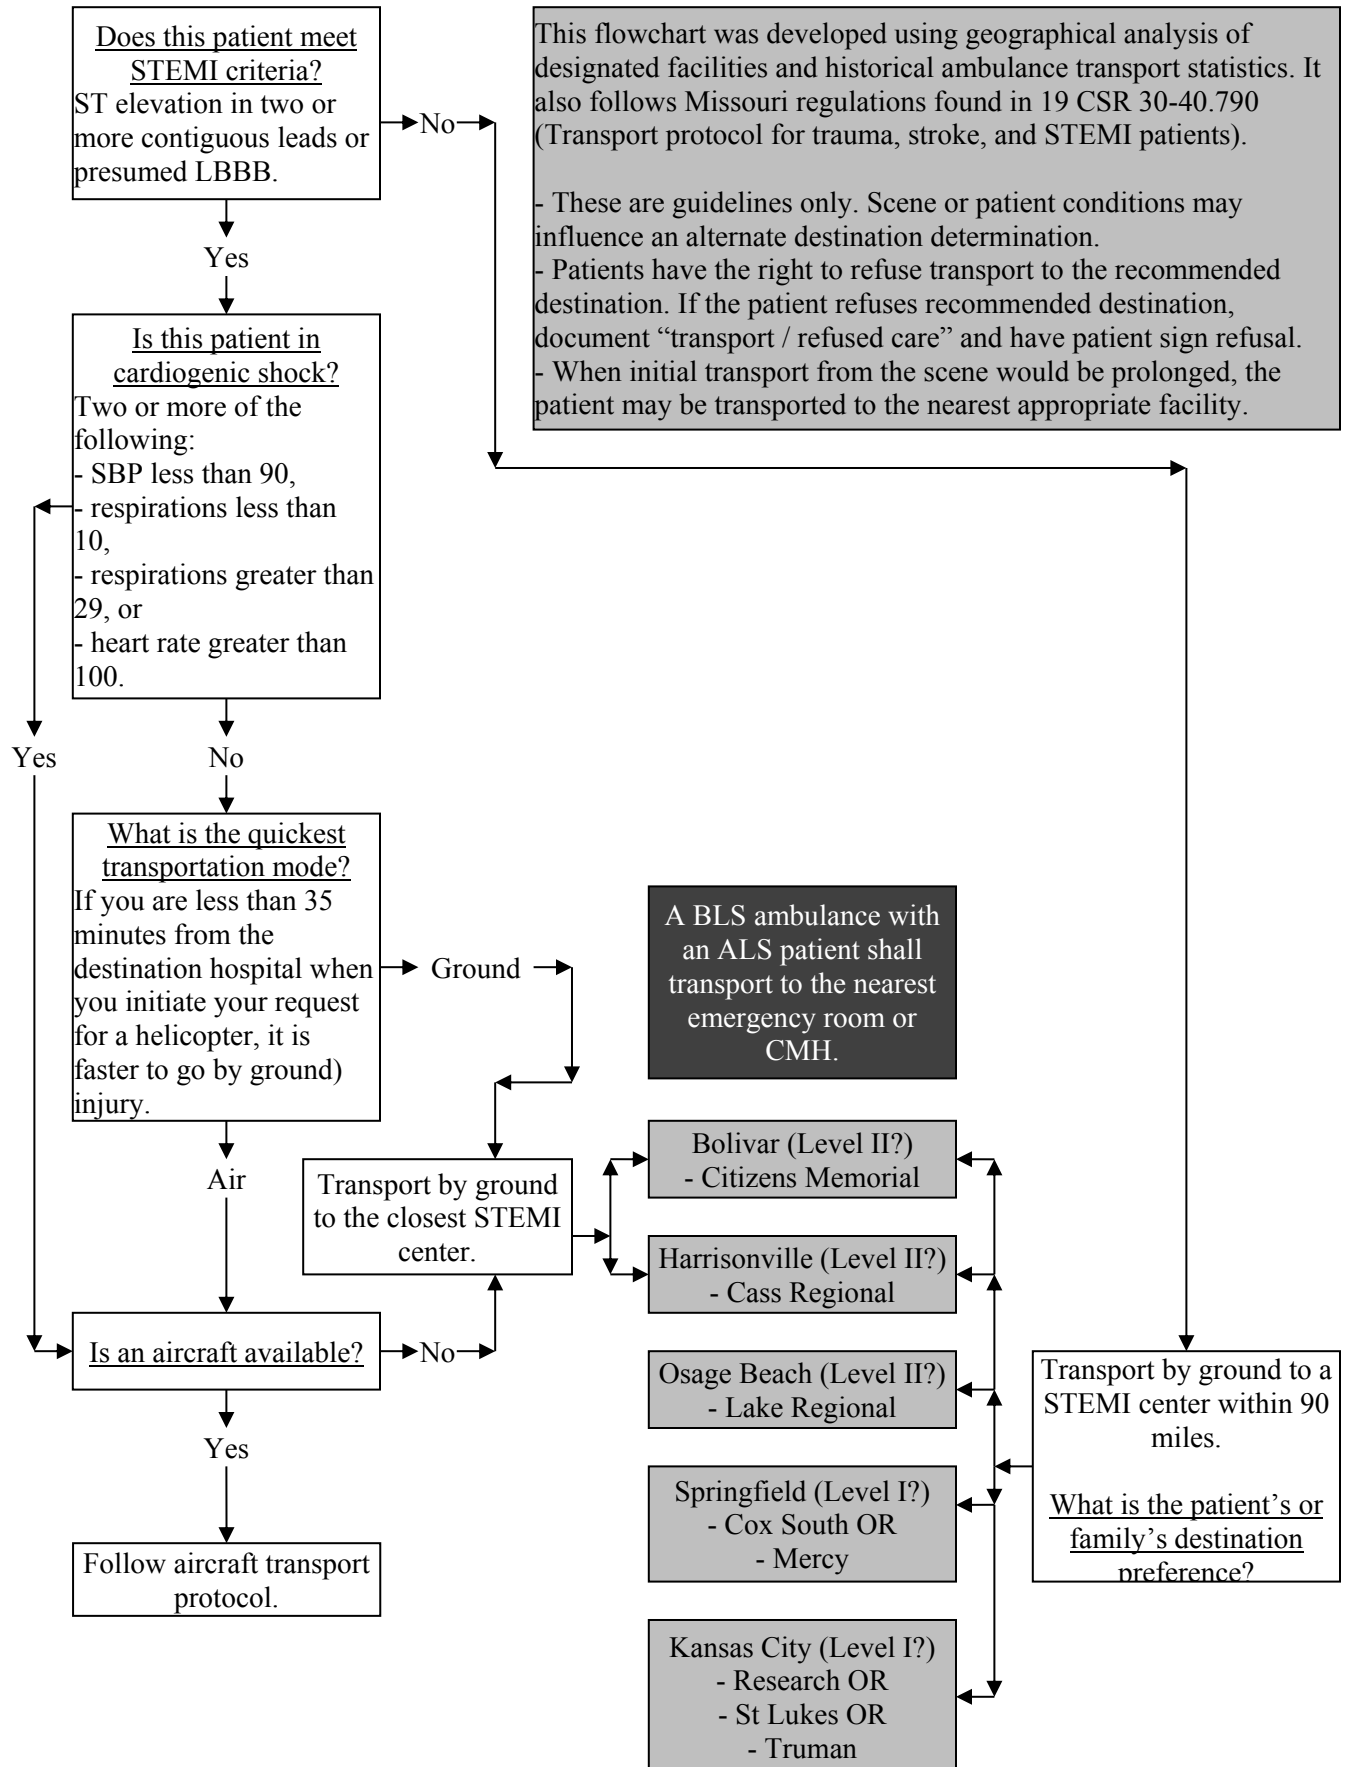 Does this patient meet
STEMI criteria?
ST elevation in two or
more contiguous leads or
presumed LBBB.
No
This flowchart was developed using geographical analysis of
designated facilities and historical ambulance transport statistics. It
also follows Missouri regulations found in 19 CSR 30-40.790
(Transport protocol for trauma, stroke, and STEMI patients).
- These are guidelines only. Scene or patient conditions may
influence an alternate destination determination.
- Patients have the right to refuse transport to the recommended
destination. If the patient refuses recommended destination,
document “transport / refused care” and have patient sign refusal.
- When initial transport from the scene would be prolonged, the
patient may be transported to the nearest appropriate facility.
Yes
Is this patient in
cardiogenic shock?
Two or more of the
following:
- SBP less than 90,
- respirations less than
10,
- respirations greater than
29, or
- heart rate greater than
100.
Yes
No
What is the quickest
transportation mode?
If you are less than 35
minutes from the
destination hospital when
you initiate your request
for a helicopter, it is
faster to go by ground)
injury.
Ground
A BLS ambulance with
an ALS patient shall
transport to the nearest
emergency room or
CMH.
Air
Transport by ground
to the closest STEMI
center.
Bolivar (Level II?)
- Citizens Memorial
Harrisonville (Level II?)
- Cass Regional
Is an aircraft available?
No
Osage Beach (Level II?)
- Lake Regional
Transport by ground to a
STEMI center within 90
miles.
What is the patient’s or
family’s destination
preference?
Yes
Springfield (Level I?)
- Cox South OR
- Mercy
Follow aircraft transport
protocol.
Kansas City (Level I?)
- Research OR
- St Lukes OR
- Truman